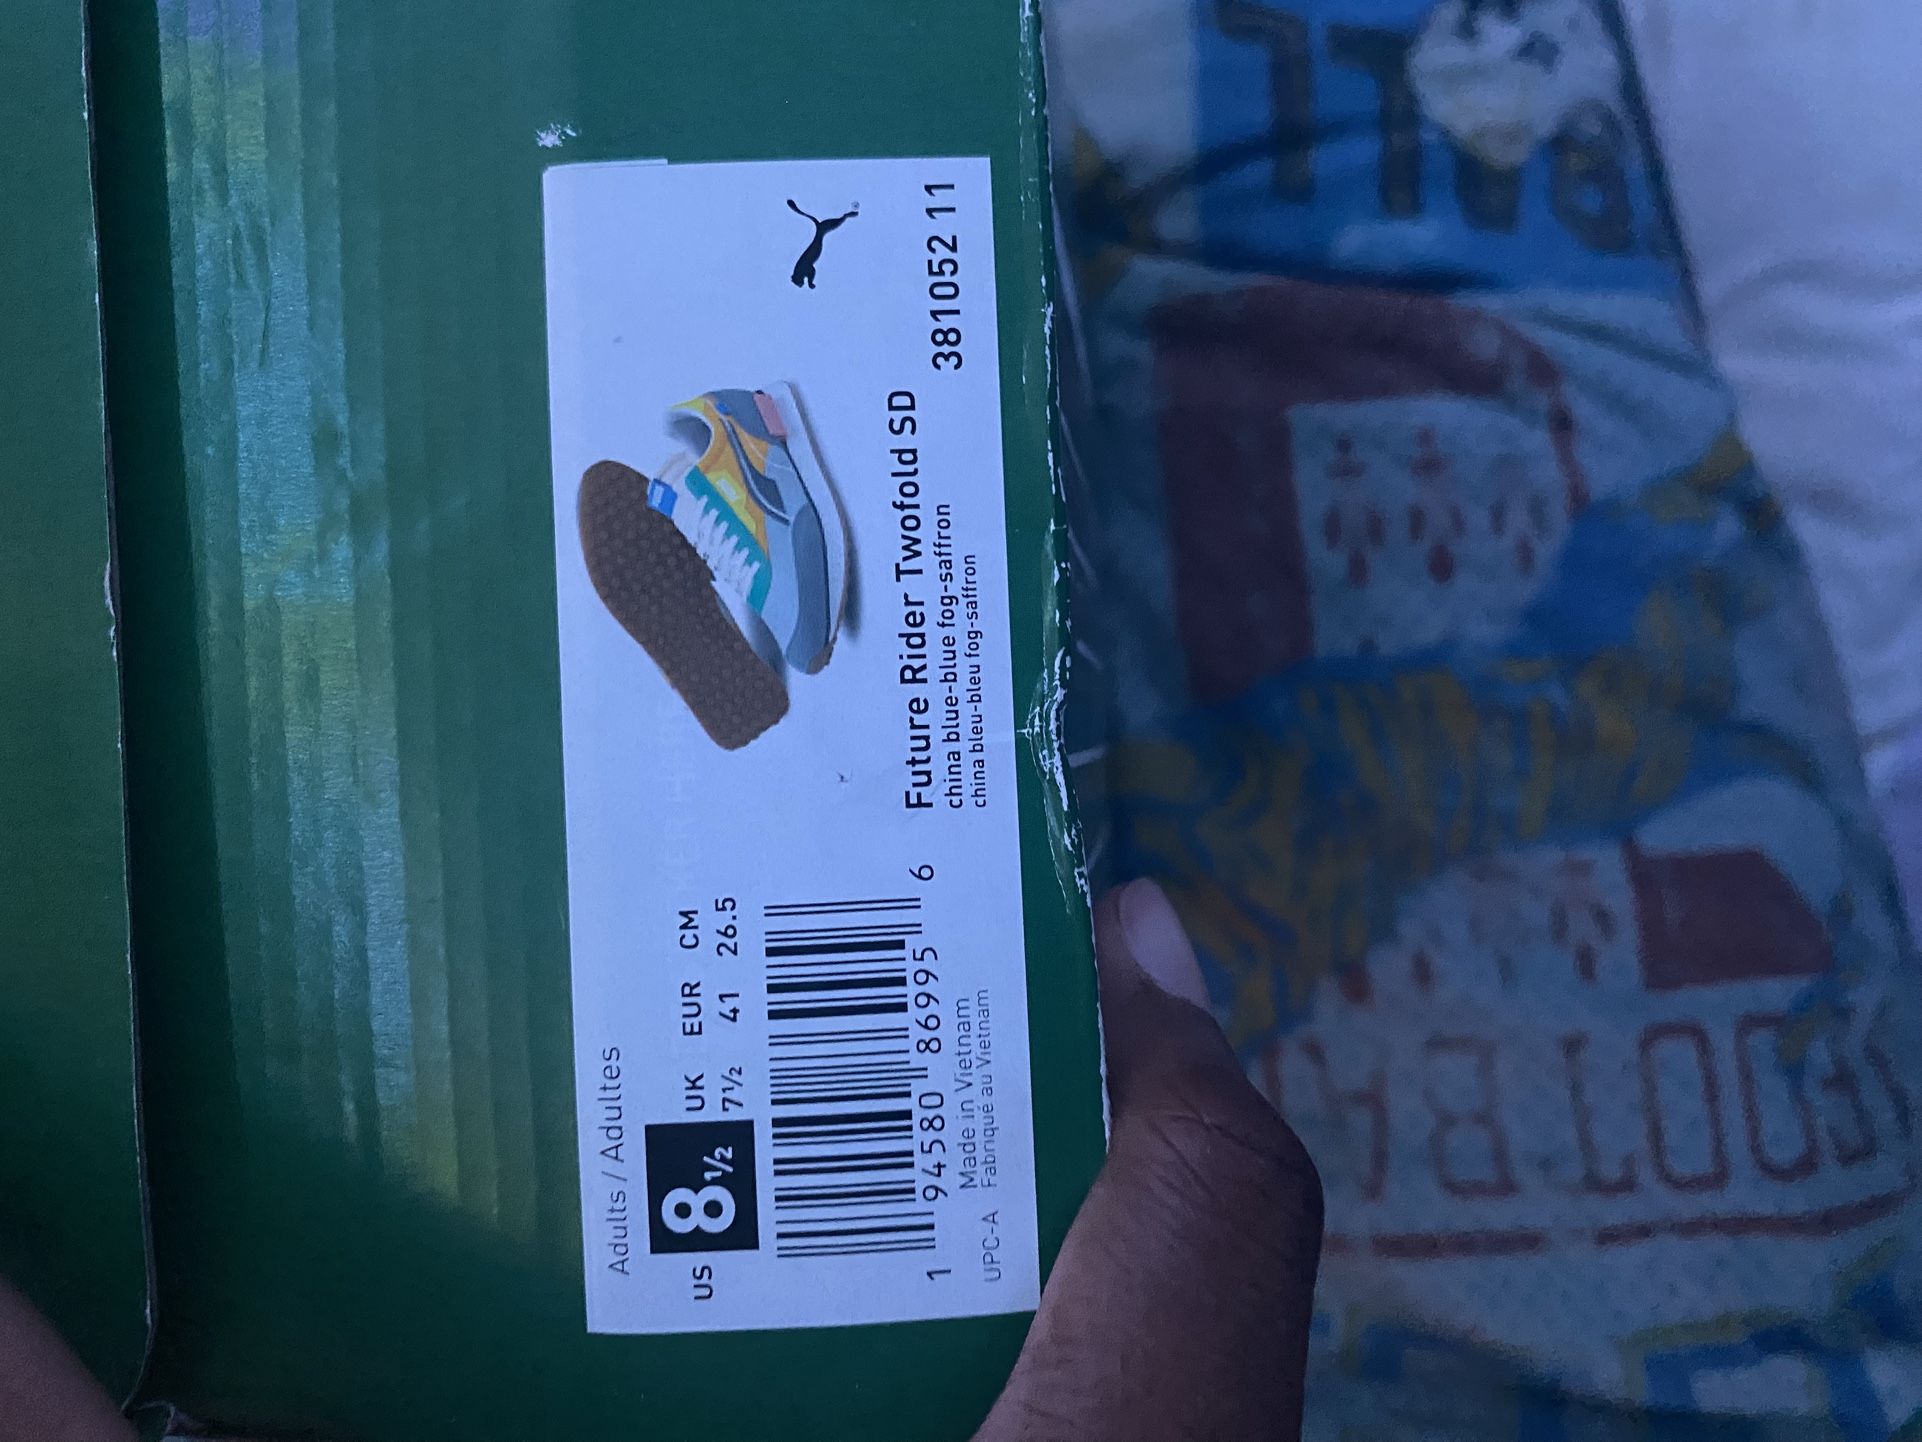 Adults / Adultes
US 8½ UK 7½ EUR 41 CM 26.5
1 94580 86995 6
UPC-A
Made in Vietnam
Fabriqué au Vietnam
Future Rider Twofold SD
china blue-blue fog-saffron
china bleu-bleu fog-saffron
381052 11
BALL
FOOTBAL